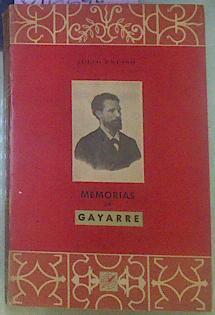 JULIO ENCISO
MEMORIAS
DE
GAYARRE